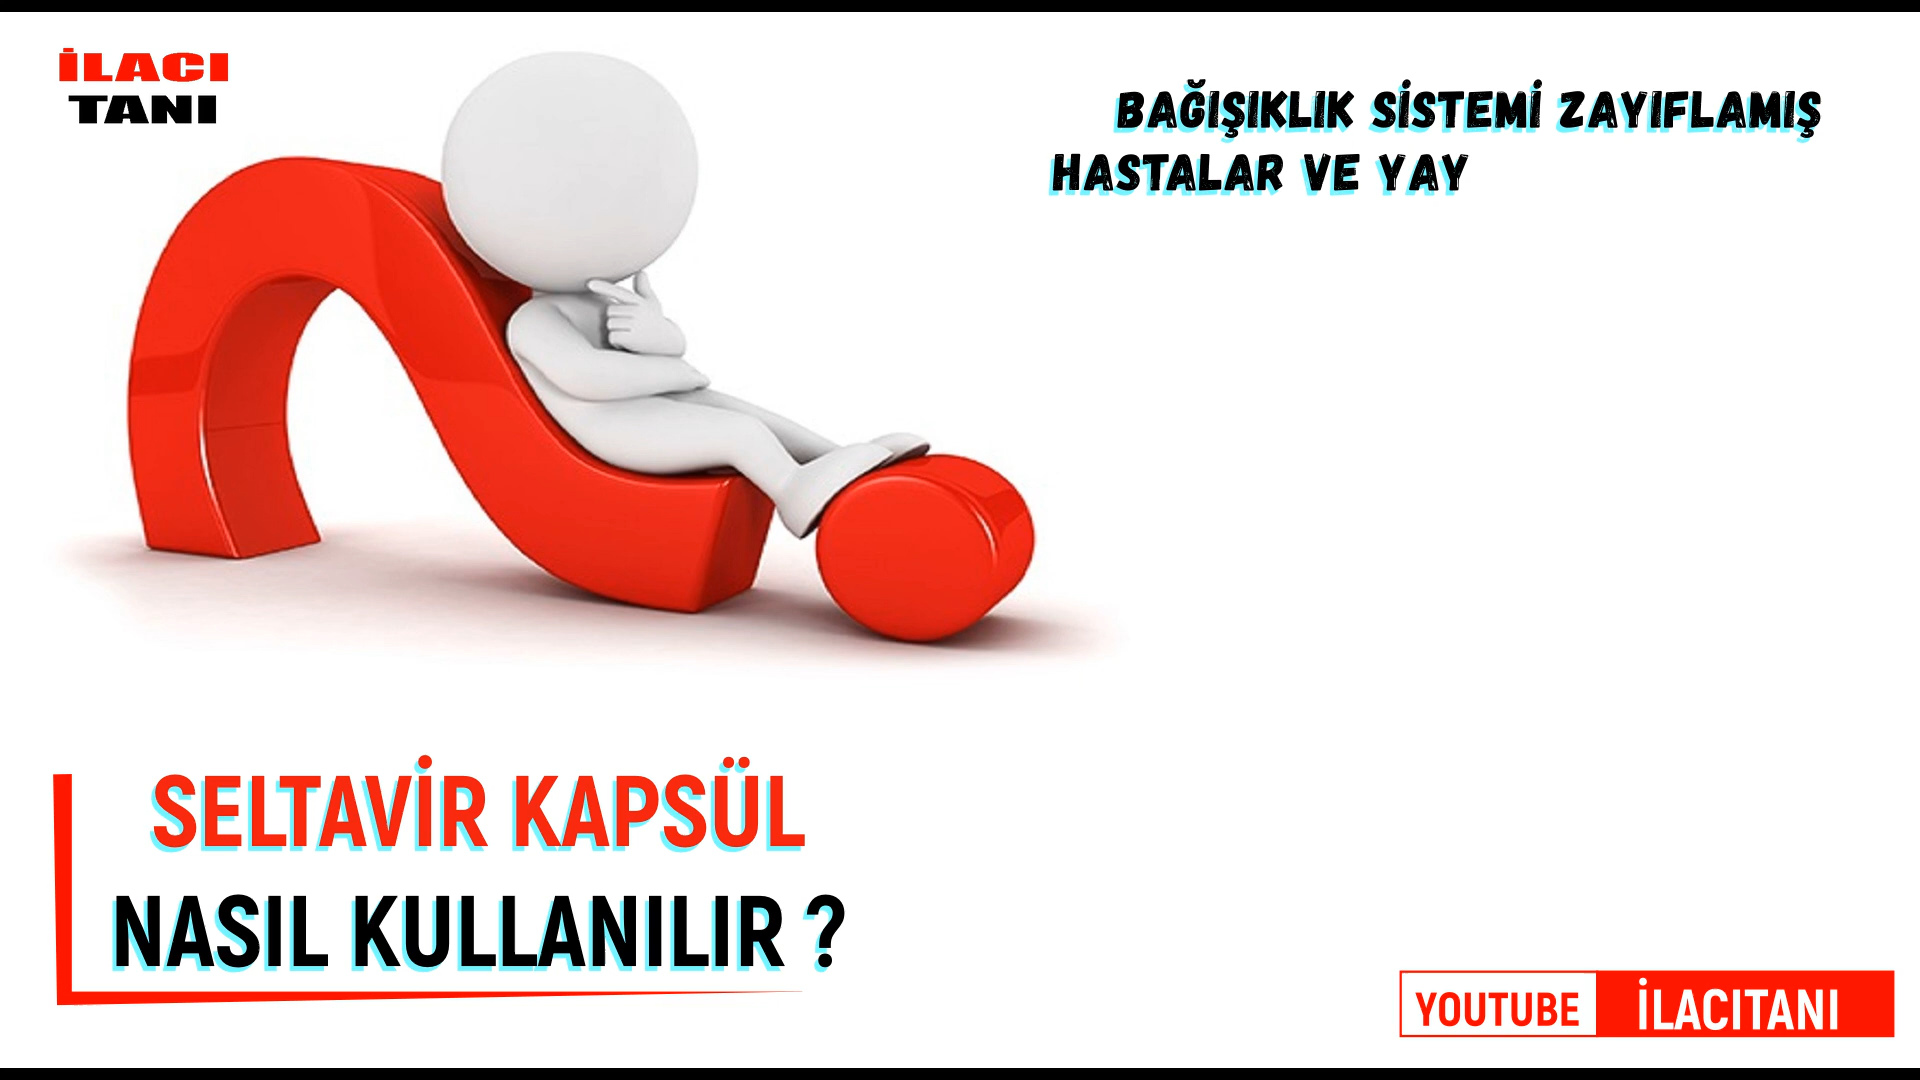 İLACI
TANI
BAĞIŞIKLIK SİSTEMİ ZAYIFLAMIŞ
HASTALAR VE YAY
SELTAVİR KAPSÜL
NASIL KULLANILIR ?
YOUTUBE İLACITANI